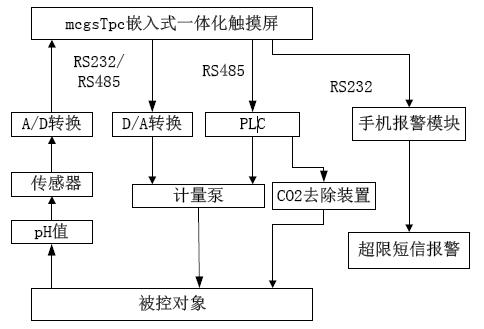 mcgsTpc嵌入式一体化触摸屏
RS232/
RS485
RS485
RS232
A/D转换
D/A转换
PLC
手机报警模块
传感器
计量泵
CO2去除装置
pH值
超限短信报警
被控对象